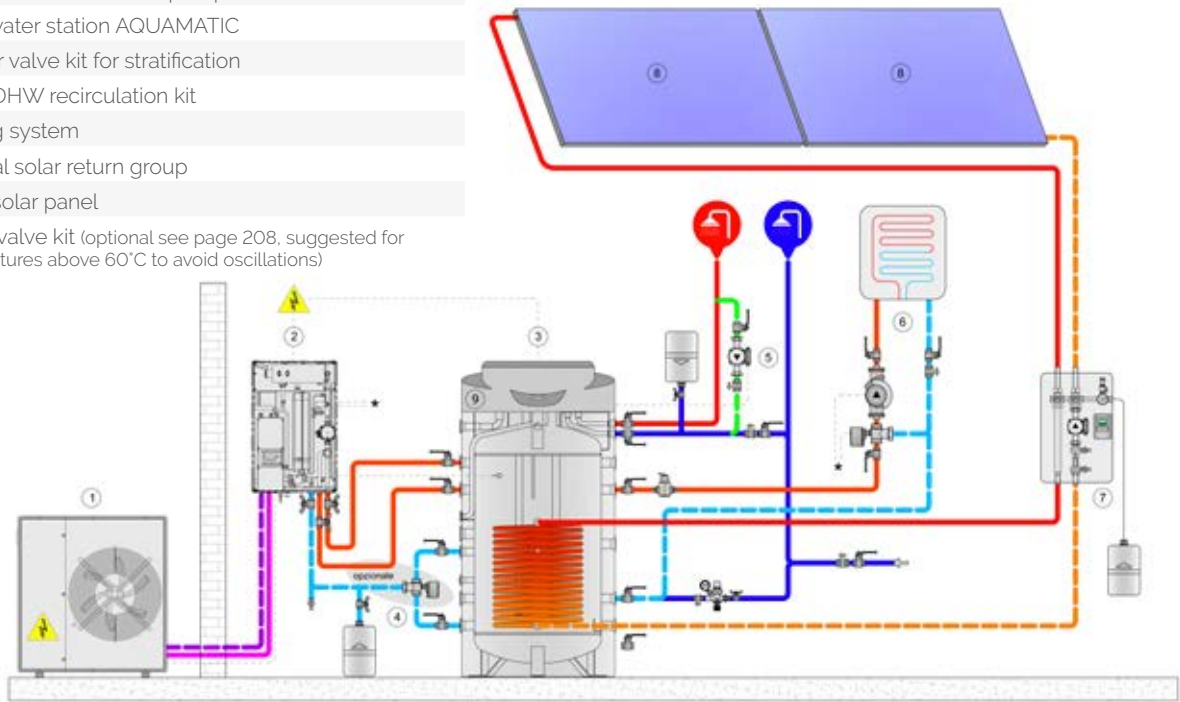 water station AQUAMATIC
valve kit for stratification
DHW recirculation kit
system
solar return group
solar panel
valve kit (optional see page 208, suggested for
above 60°C to avoid oscillations)
8
8
6
2
3
5
9
1
7
opzionale
4